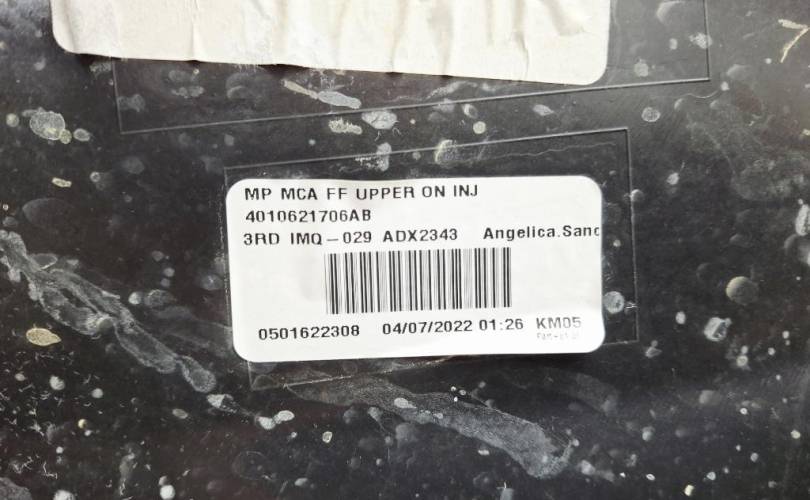 MP MCA FF UPPER ON INJ
4010621706AB
3RD IMQ-029 ADX2343 Angelica.Sanc
0501622308 04/07/2022 01:26 KM05